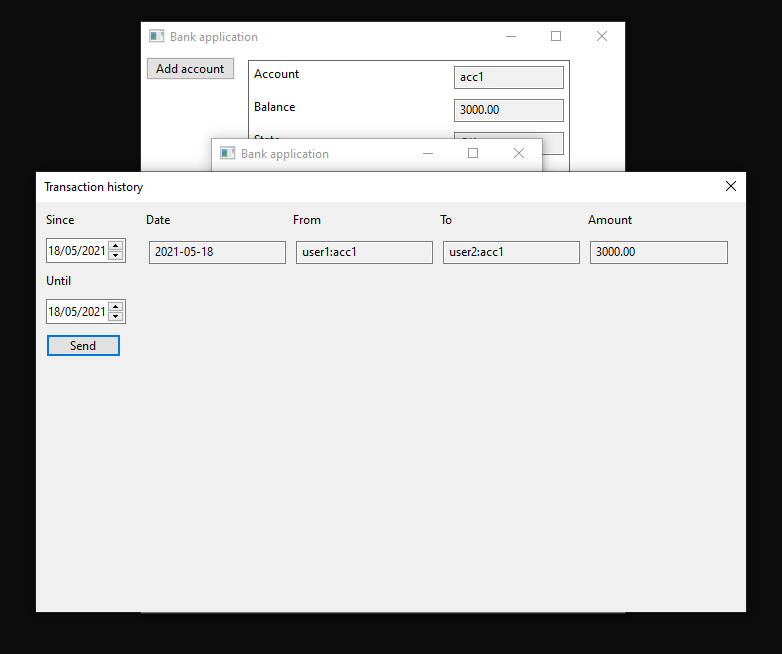 Bank application
Add account
Account
acc1
Balance
3000.00
Bank application
Transaction history
Since
Date
From
To
Amount
18/05/2021
2021-05-18
user1:acc1
user2:acc1
3000.00
Until
18/05/2021
Send